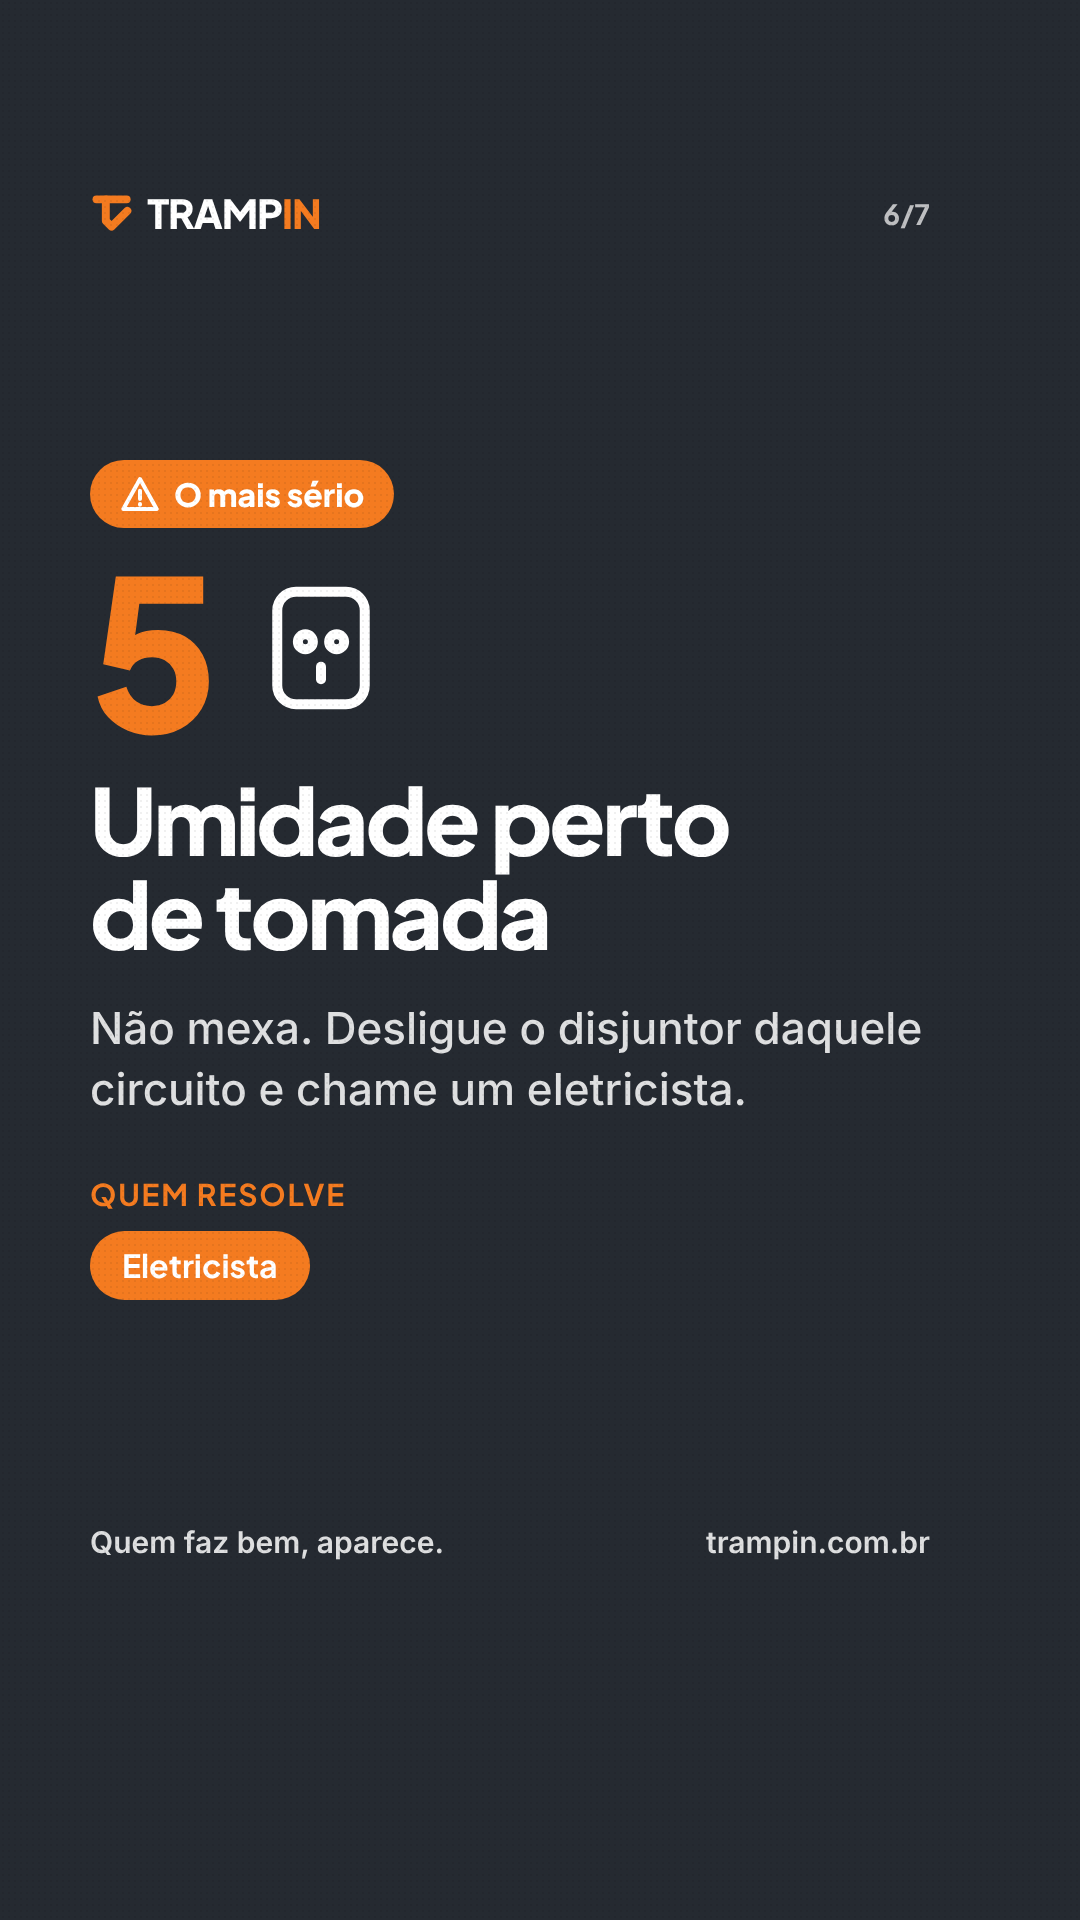 TRAMPIN
6/7
O mais sério
5
Umidade perto
de tomada
Não mexa. Desligue o disjuntor daquele
circuito e chame um eletricista.
QUEM RESOLVE
Eletricista
Quem faz bem, aparece.
trampin.com.br